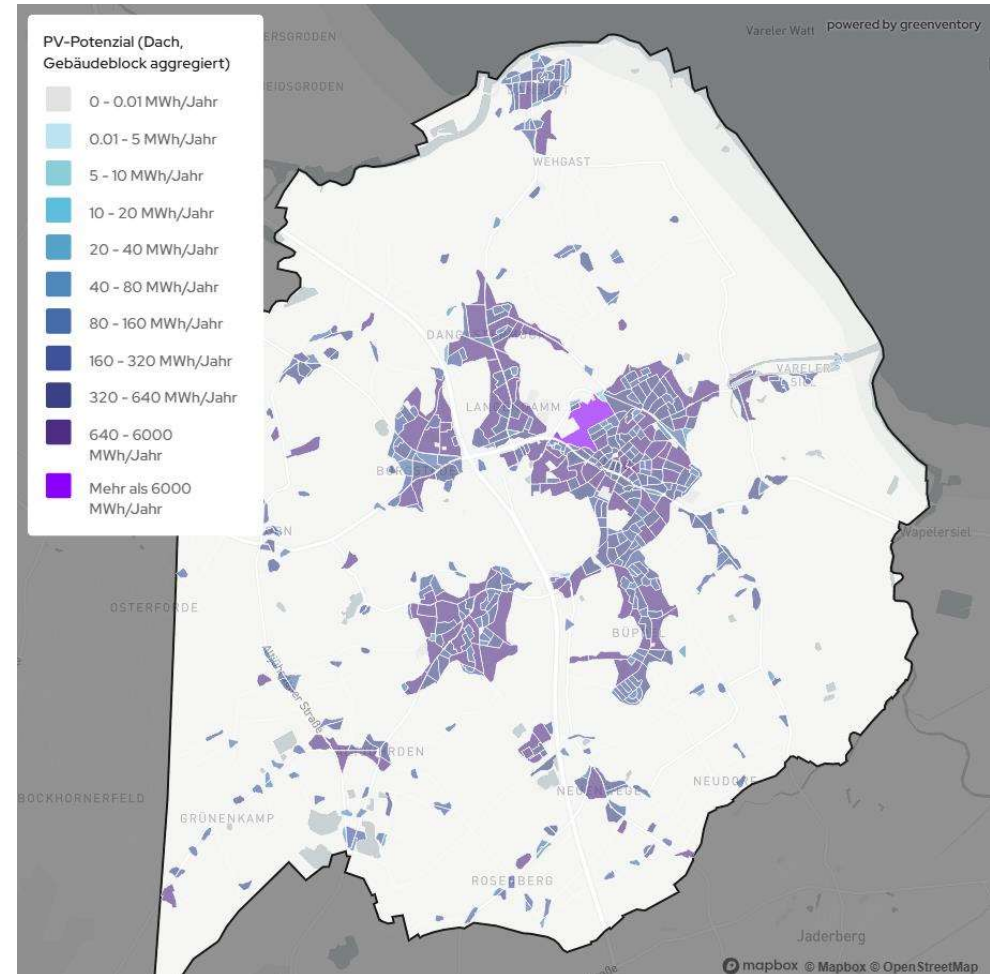 PV-Potenzial (Dach,
Gebäudeblock aggregiert)
0 - 0.01 MWh/Jahr
0.01 - 5 MWh/Jahr
5 - 10 MWh/Jahr
10 - 20 MWh/Jahr
20 - 40 MWh/Jahr
40 - 80 MWh/Jahr
80 - 160 MWh/Jahr
160 - 320 MWh/Jahr
320 - 640 MWh/Jahr
640 - 6000
MWh/Jahr
Mehr als 6000
MWh/Jahr
Vareler Watt
powered by greenventory
WEHGAST
VARELER
Wapelersiel
OSTERFORDE
BÜPPEL
BOCKHORNERFELD
GRÜNENKAMP
NEUENWEGE
NEUDORF
ROSENBERG
Jaderberg
mapbox © Mapbox © OpenStreetMap